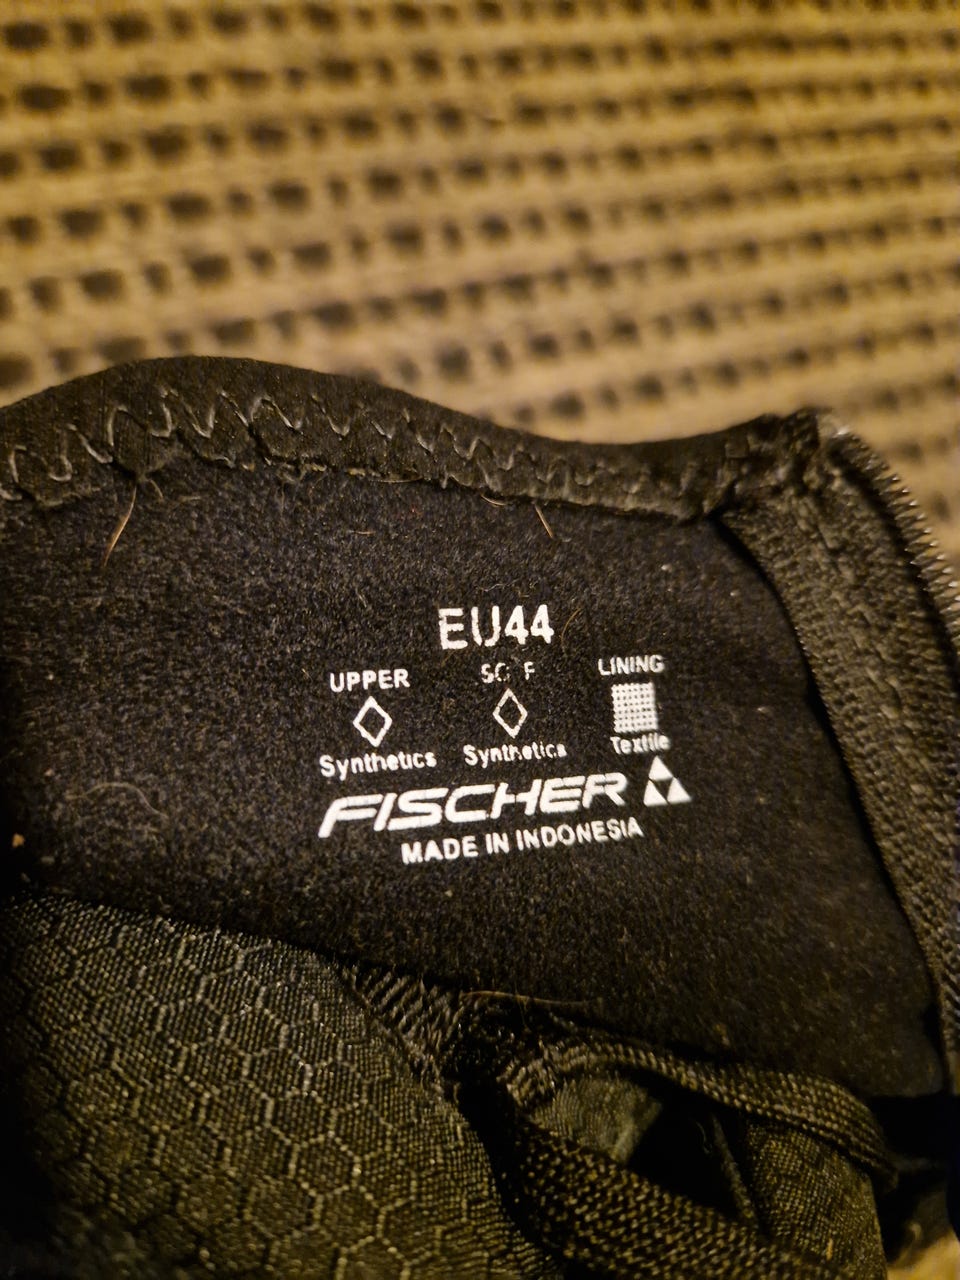 EU44
UPPER LINING
Synthetics Synthetics Textile
FISCHER
MADE IN INDONESIA